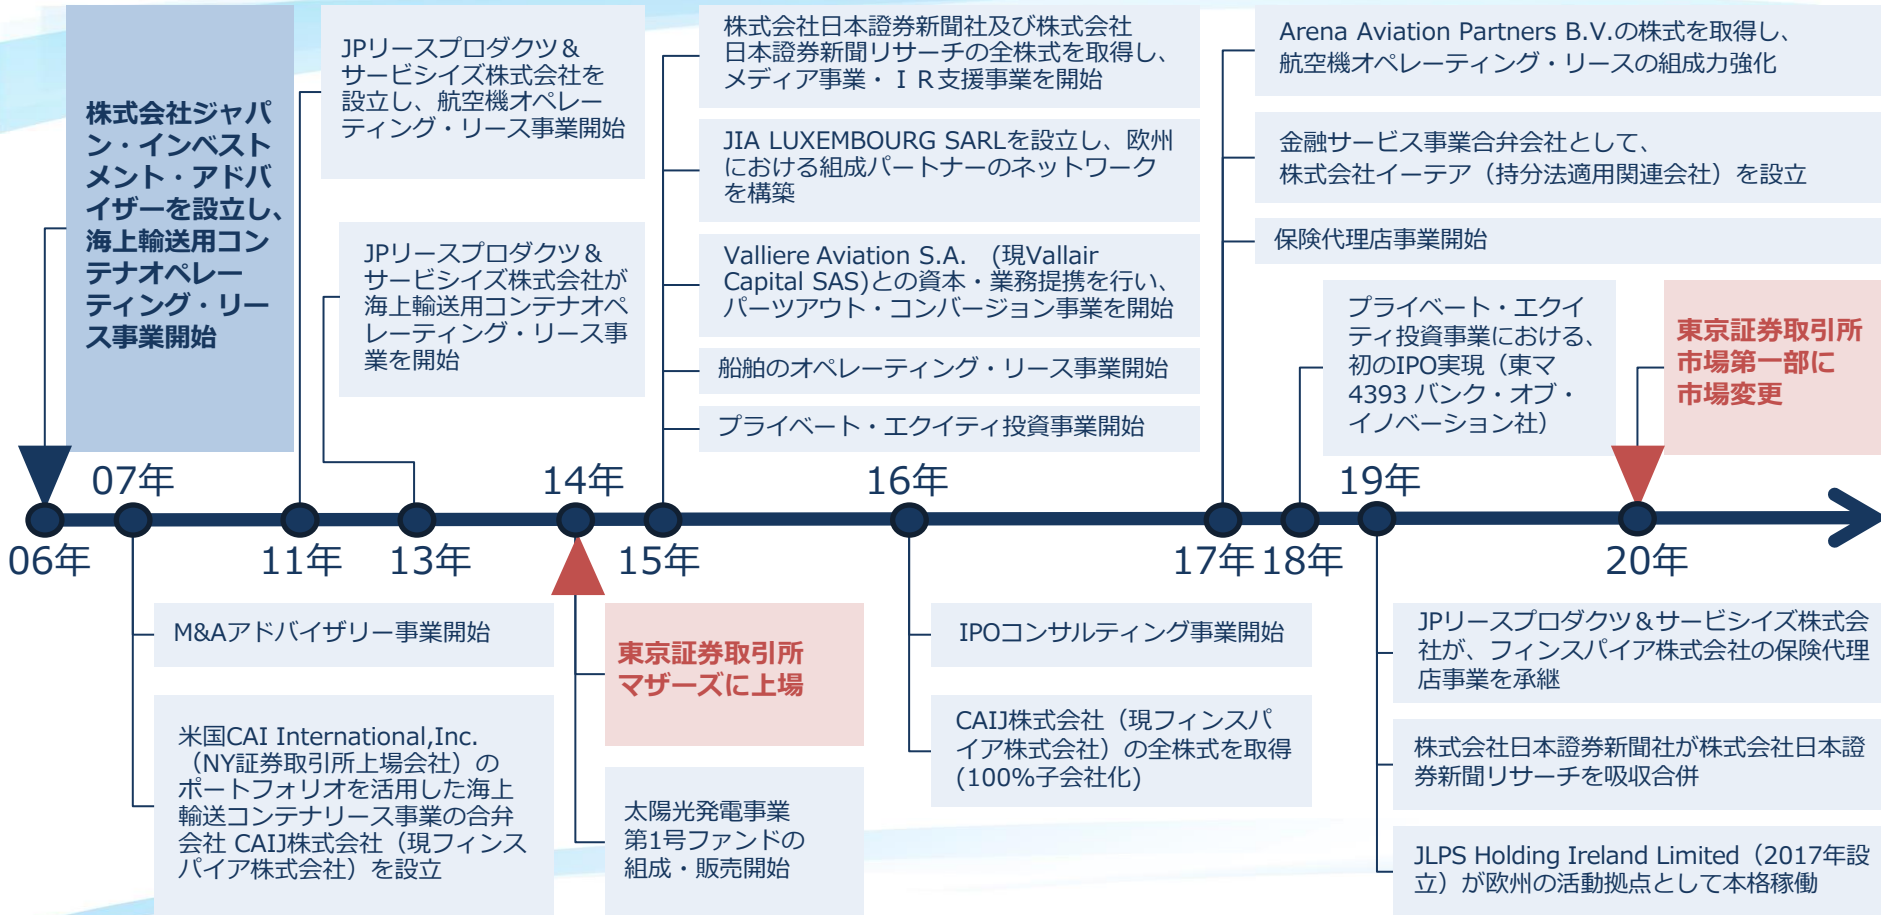 株式会社ジャパ
ン・インベスト
メント・アドバ
イザーを設立し、
海上輸送用コン
テナオペレー
ティング・リー
ス事業開始
JPリースプロダクツ＆
サービシイズ株式会社を
設立し、航空機オペレー
ティング・リース事業開始
JPリースプロダクツ＆
サービシイズ株式会社が
海上輸送用コンテナオペ
レーティング・リース事
業を開始
株式会社日本證券新聞社及び株式会社
日本證券新聞リサーチの全株式を取得し、
メディア事業・ＩＲ支援事業を開始
JIA LUXEMBOURG SARLを設立し、欧州
における組成パートナーのネットワーク
を構築
Valliere Aviation S.A. (現Vallair
Capital SAS)との資本・業務提携を行い、
パーツアウト・コンバージョン事業を開始
船舶のオペレーティング・リース事業開始
プライベート・エクイティ投資事業開始
Arena Aviation Partners B.V.の株式を取得し、
航空機オペレーティング・リースの組成力強化
金融サービス事業合弁会社として、
株式会社イーテア（持分法適用関連会社）を設立
保険代理店事業開始
プライベート・エクイ
ティ投資事業における、
初のIPO実現（東マ
4393 バンク・オブ・
イノベーション社）
東京証券取引所
市場第一部に
市場変更
07年
14年
16年
19年
06年
11年
13年
15年
17年
18年
20年
M&Aアドバイザリー事業開始
米国CAI International,Inc.
（NY証券取引所上場会社）の
ポートフォリオを活用した海上
輸送コンテナリース事業の合弁
会社 CAIJ株式会社（現フィンス
パイア株式会社）を設立
東京証券取引所
マザーズに上場
太陽光発電事業
第1号ファンドの
組成・販売開始
IPOコンサルティング事業開始
CAIJ株式会社（現フィンスパ
イア株式会社）の全株式を取得
(100%子会社化)
JPリースプロダクツ＆サービシイズ株式会
社が、フィンスパイア株式会社の保険代理
店事業を承継
株式会社日本證券新聞社が株式会社日本證
券新聞リサーチを吸収合併
JLPS Holding Ireland Limited（2017年設
立）が欧州の活動拠点として本格稼働